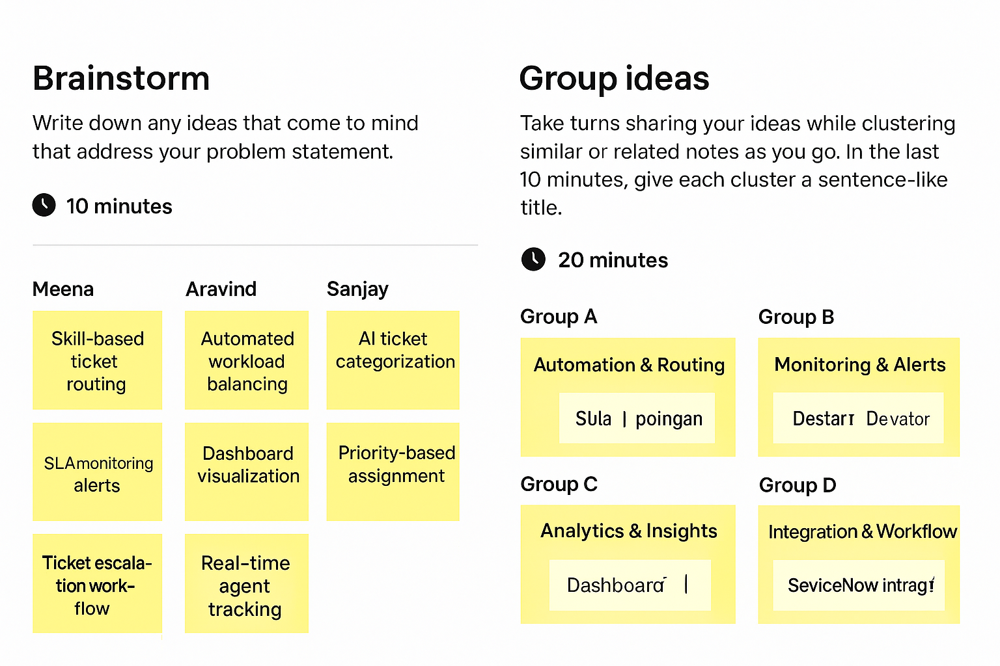 Brainstorm
Write down any ideas that come to mind
that address your problem statement.
10 minutes
Meena
Skill-based
ticket
routing
SLAmonitoring
alerts
Ticket escala-
tion work-
flow
Aravind
Automated
workload
balancing
Dashboard
visualization
Real-time
agent
tracking
Sanjay
AI ticket
categorization
Priority-based
assignment
Group ideas
Take turns sharing your ideas while clustering
similar or related notes as you go. In the last
10 minutes, give each cluster a sentence-like
title.
20 minutes
Group A
Automation & Routing
Sula | poingan
Group B
Monitoring & Alerts
Devator
Group C
Analytics & Insights
Group D
Integration & Workflow
SeviceNow